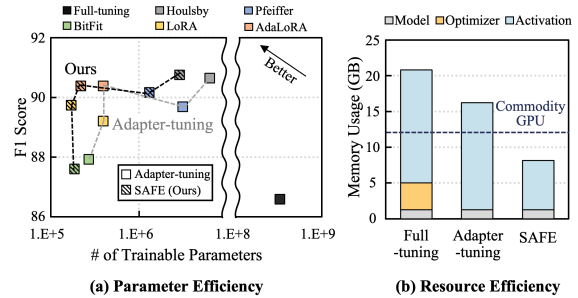 Full-tuning Houlsby Pfeiffer
BitFit LoRA AdaLoRA
92
90
88
86
F1 Score
Ours
Better
Adapter-tuning
Adapter-tuning
SAFE (Ours)
1.E+5 1.E+6 1.E+8 1.E+9
# of Trainable Parameters
(a) Parameter Efficiency
Model Optimizer Activation
25
20
15
10
5
0
Memory Usage (GB)
Commodity
GPU
Full
-tuning
Adapter
-tuning
SAFE
(b) Resource Efficiency